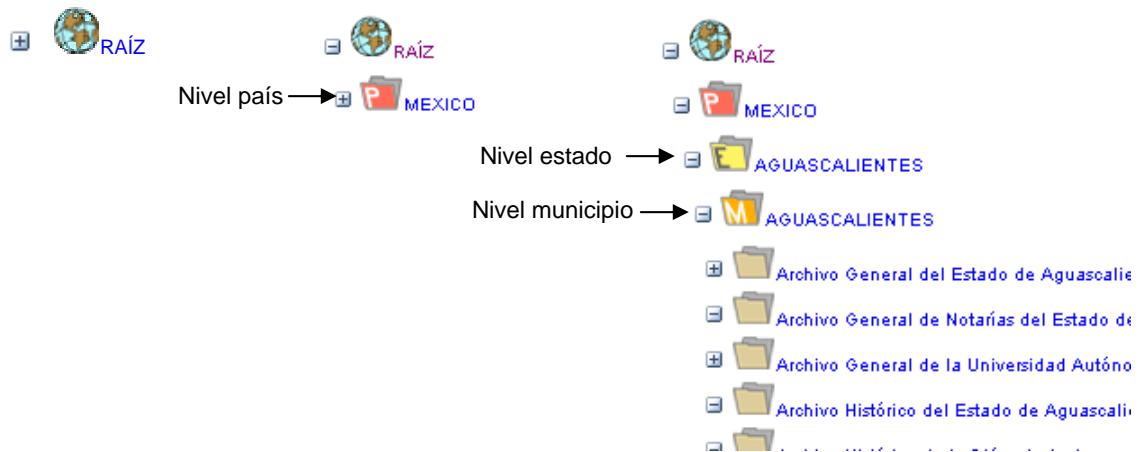 RAÍZ
RAÍZ
Nivel país
MEXICO
RAÍZ
MEXICO
Nivel estado
AGUASCALIENTES
Nivel municipio
AGUASCALIENTES
Archivo General del Estado de Aguascalie
Archivo General de Notarías del Estado de
Archivo General de la Universidad Autóno
Archivo Histórico del Estado de Aguascali